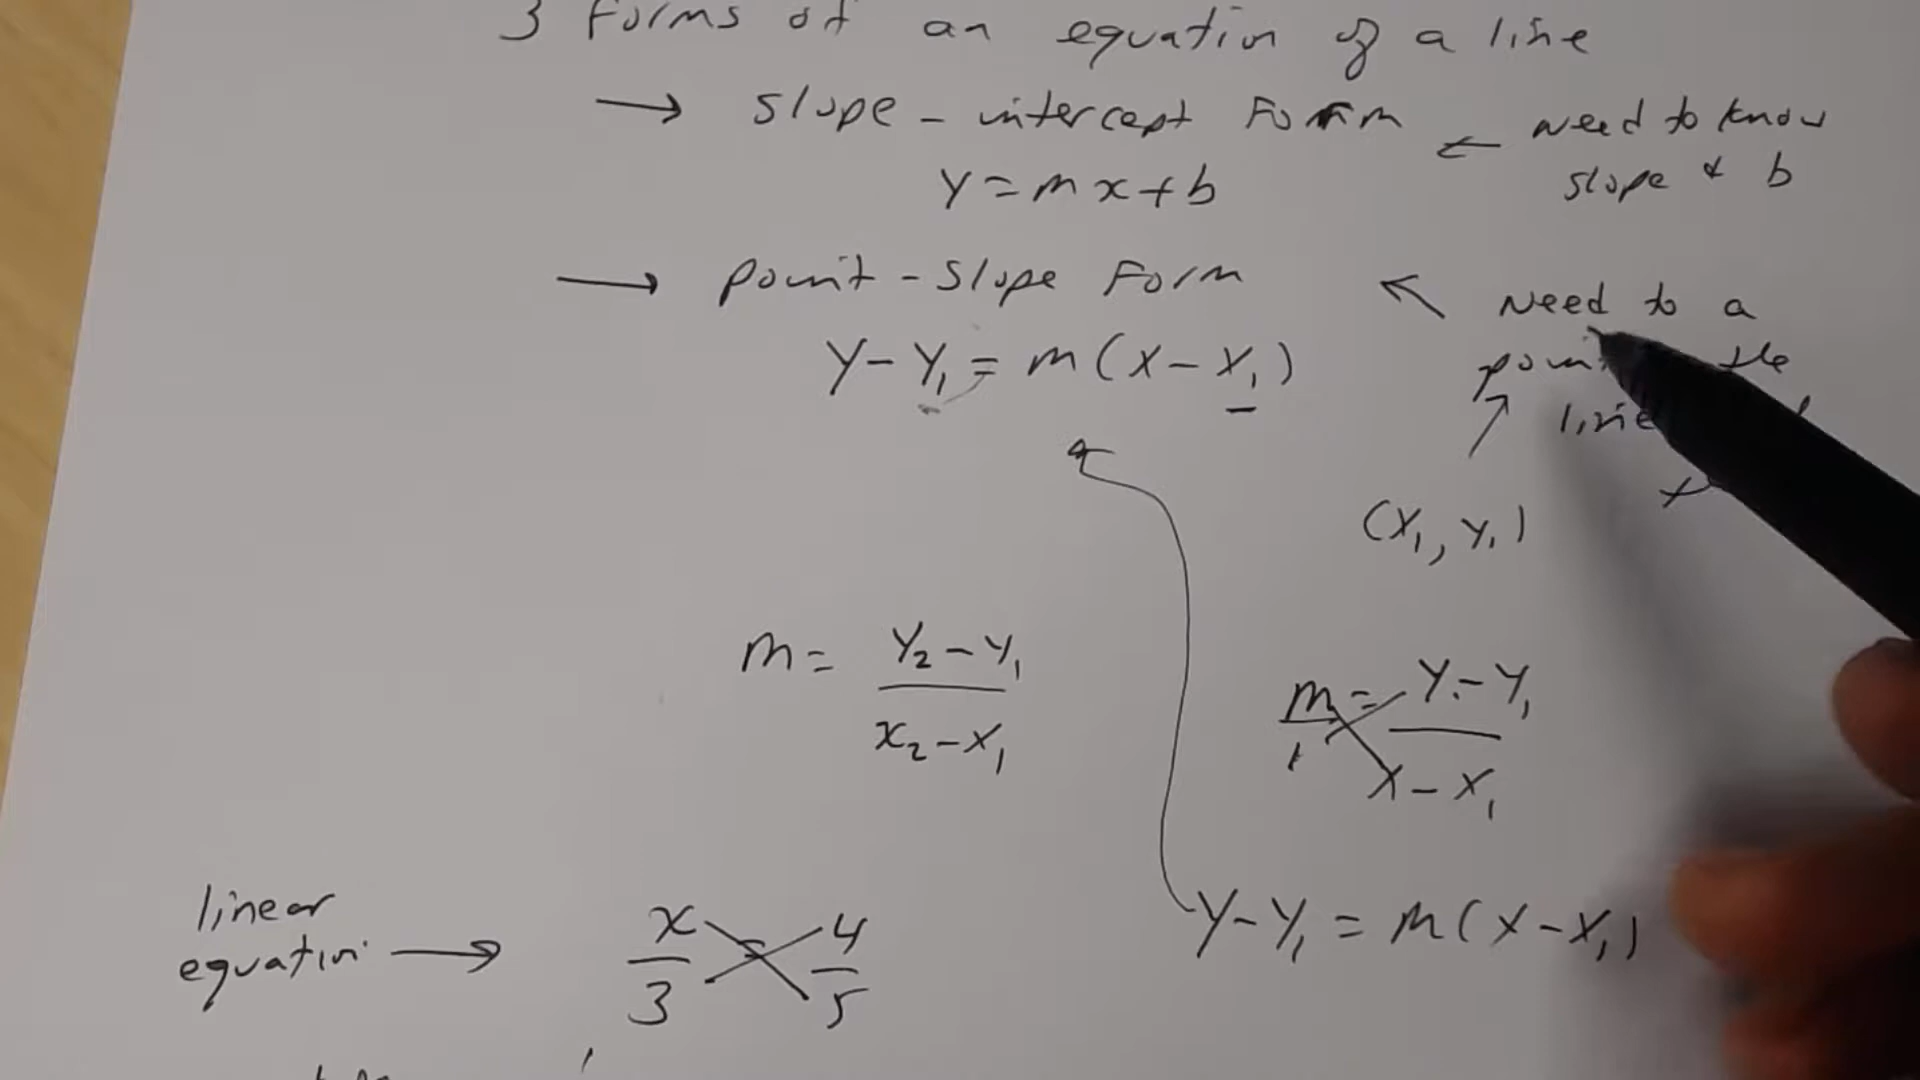 3 Forms of an equation of a line
→ slope - intercept Form ← need to know
y = mx + b slope & b
→ point - slope Form ← Need to a
y - y₁ = m(x - x₁)
line
(x₁, y₁)
m = y₂ - y₁ / x₂ - x₁
m / 1 = y - y₁ / x - x₁
linear
equation → x / 3 = 4 / 5
y - y₁ = m(x - x₁)